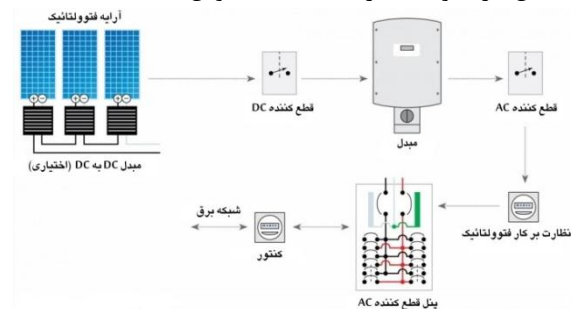 آرایه فتوولتائیک
مبدل DC به DC (اختیاری)
قطع کننده DC
مبدل
قطع کننده AC
نظارت بر کار فتوولتائیک
پنل قطع کننده AC
کنتور
شبکه برق